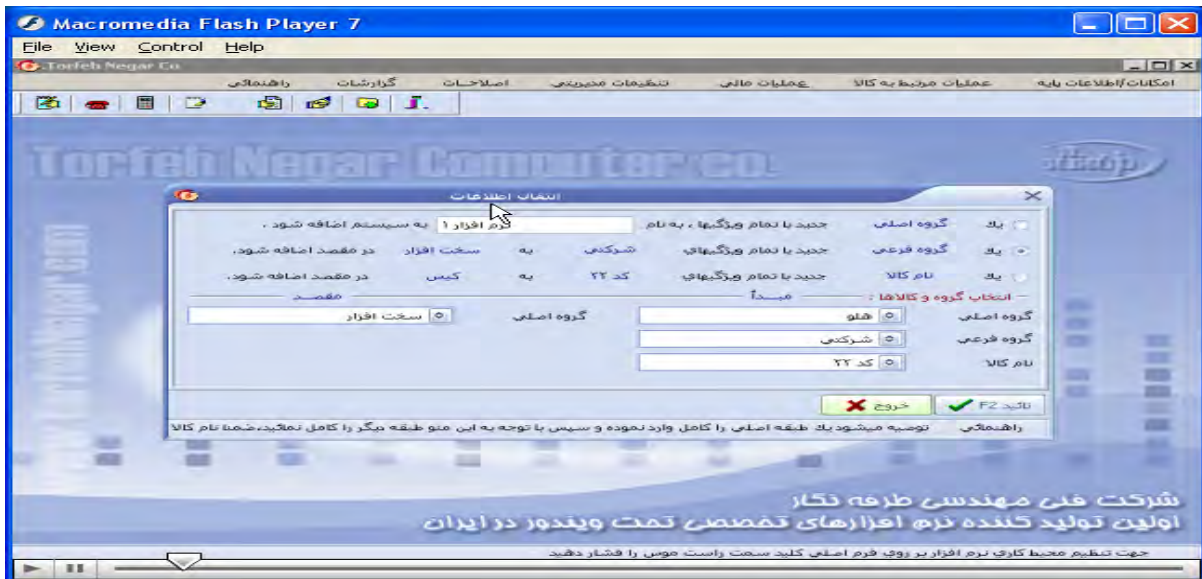 Macromedia Flash Player 7
File View Control Help
Torfeh Negar Co.
امکانات/اطلاعات پایه عملیات مرتبط به کالا عملیات مالی تنظیمات مدیریتی اصلاحات گزارشات راهنمائی
Torfeh Negar Computer co.
انتخاب اطلاعات
یك گروه اصلی جدید با تمام ویژگیها ، به نام نرم افزار ۱ به سیستم اضافه شود .
یك گروه فرعی جدید با تمام ویژگیهای شرکتی به سخت افزار در مقصد اضافه شود.
یك نام کالا جدید با تمام ویژگیهای کد ۲۲ به کیس در مقصد اضافه شود.
انتخاب گروه و کالاها : مبدأ مقصد
گروه اصلی هلو گروه اصلی سخت افزار
گروه فرعی شرکتی
نام کالا کد ۲۲
تائید F2 خروج
راهنمائی توصیه میشود یك طبقه اصلی را کامل وارد نموده و سپس با توجه به این منو طبقه دیگر را کامل نمائید،ضمنا نام کالا
شرکت فنی مهندسی طرفه نگار
اولین تولید کننده نرم افزارهای تخصصی تحت ویندوز در ایران
جهت تنظیم محیط کاری نرم افزار بر روی فرم اصلی کلید سمت راست موس را فشار دهید